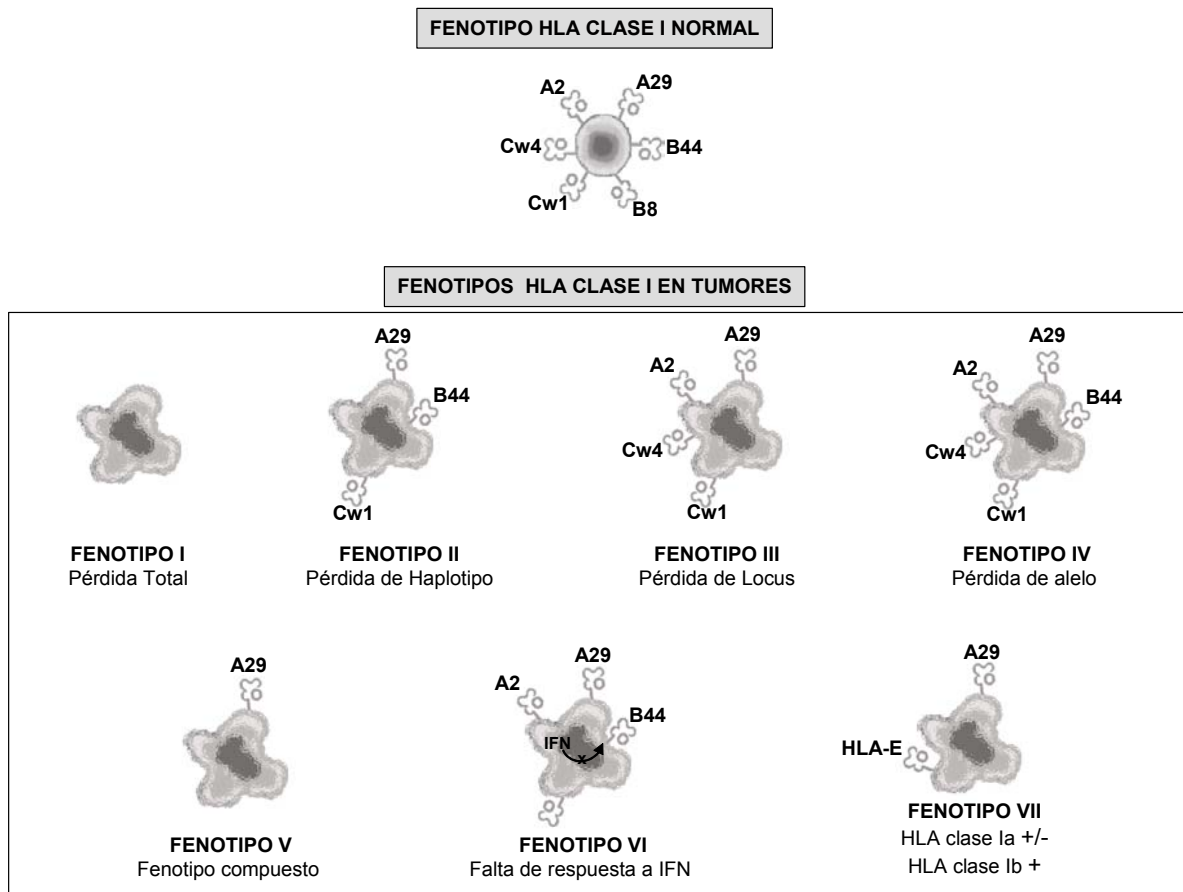 FENOTIPO HLA CLASE I NORMAL
A2
A29
Cw4
B44
Cw1
B8
FENOTIPOS HLA CLASE I EN TUMORES
A29
B44
Cw1
A29
A2
Cw4
Cw1
A29
A2
B44
Cw4
Cw1
FENOTIPO I
Pérdida Total
FENOTIPO II
Pérdida de Haplotipo
FENOTIPO III
Pérdida de Locus
FENOTIPO IV
Pérdida de alelo
A29
A29
A2
B44
IFN
x
A29
HLA-E
FENOTIPO V
Fenotipo compuesto
FENOTIPO VI
Falta de respuesta a IFN
FENOTIPO VII
HLA clase Ia +/-
HLA clase Ib +